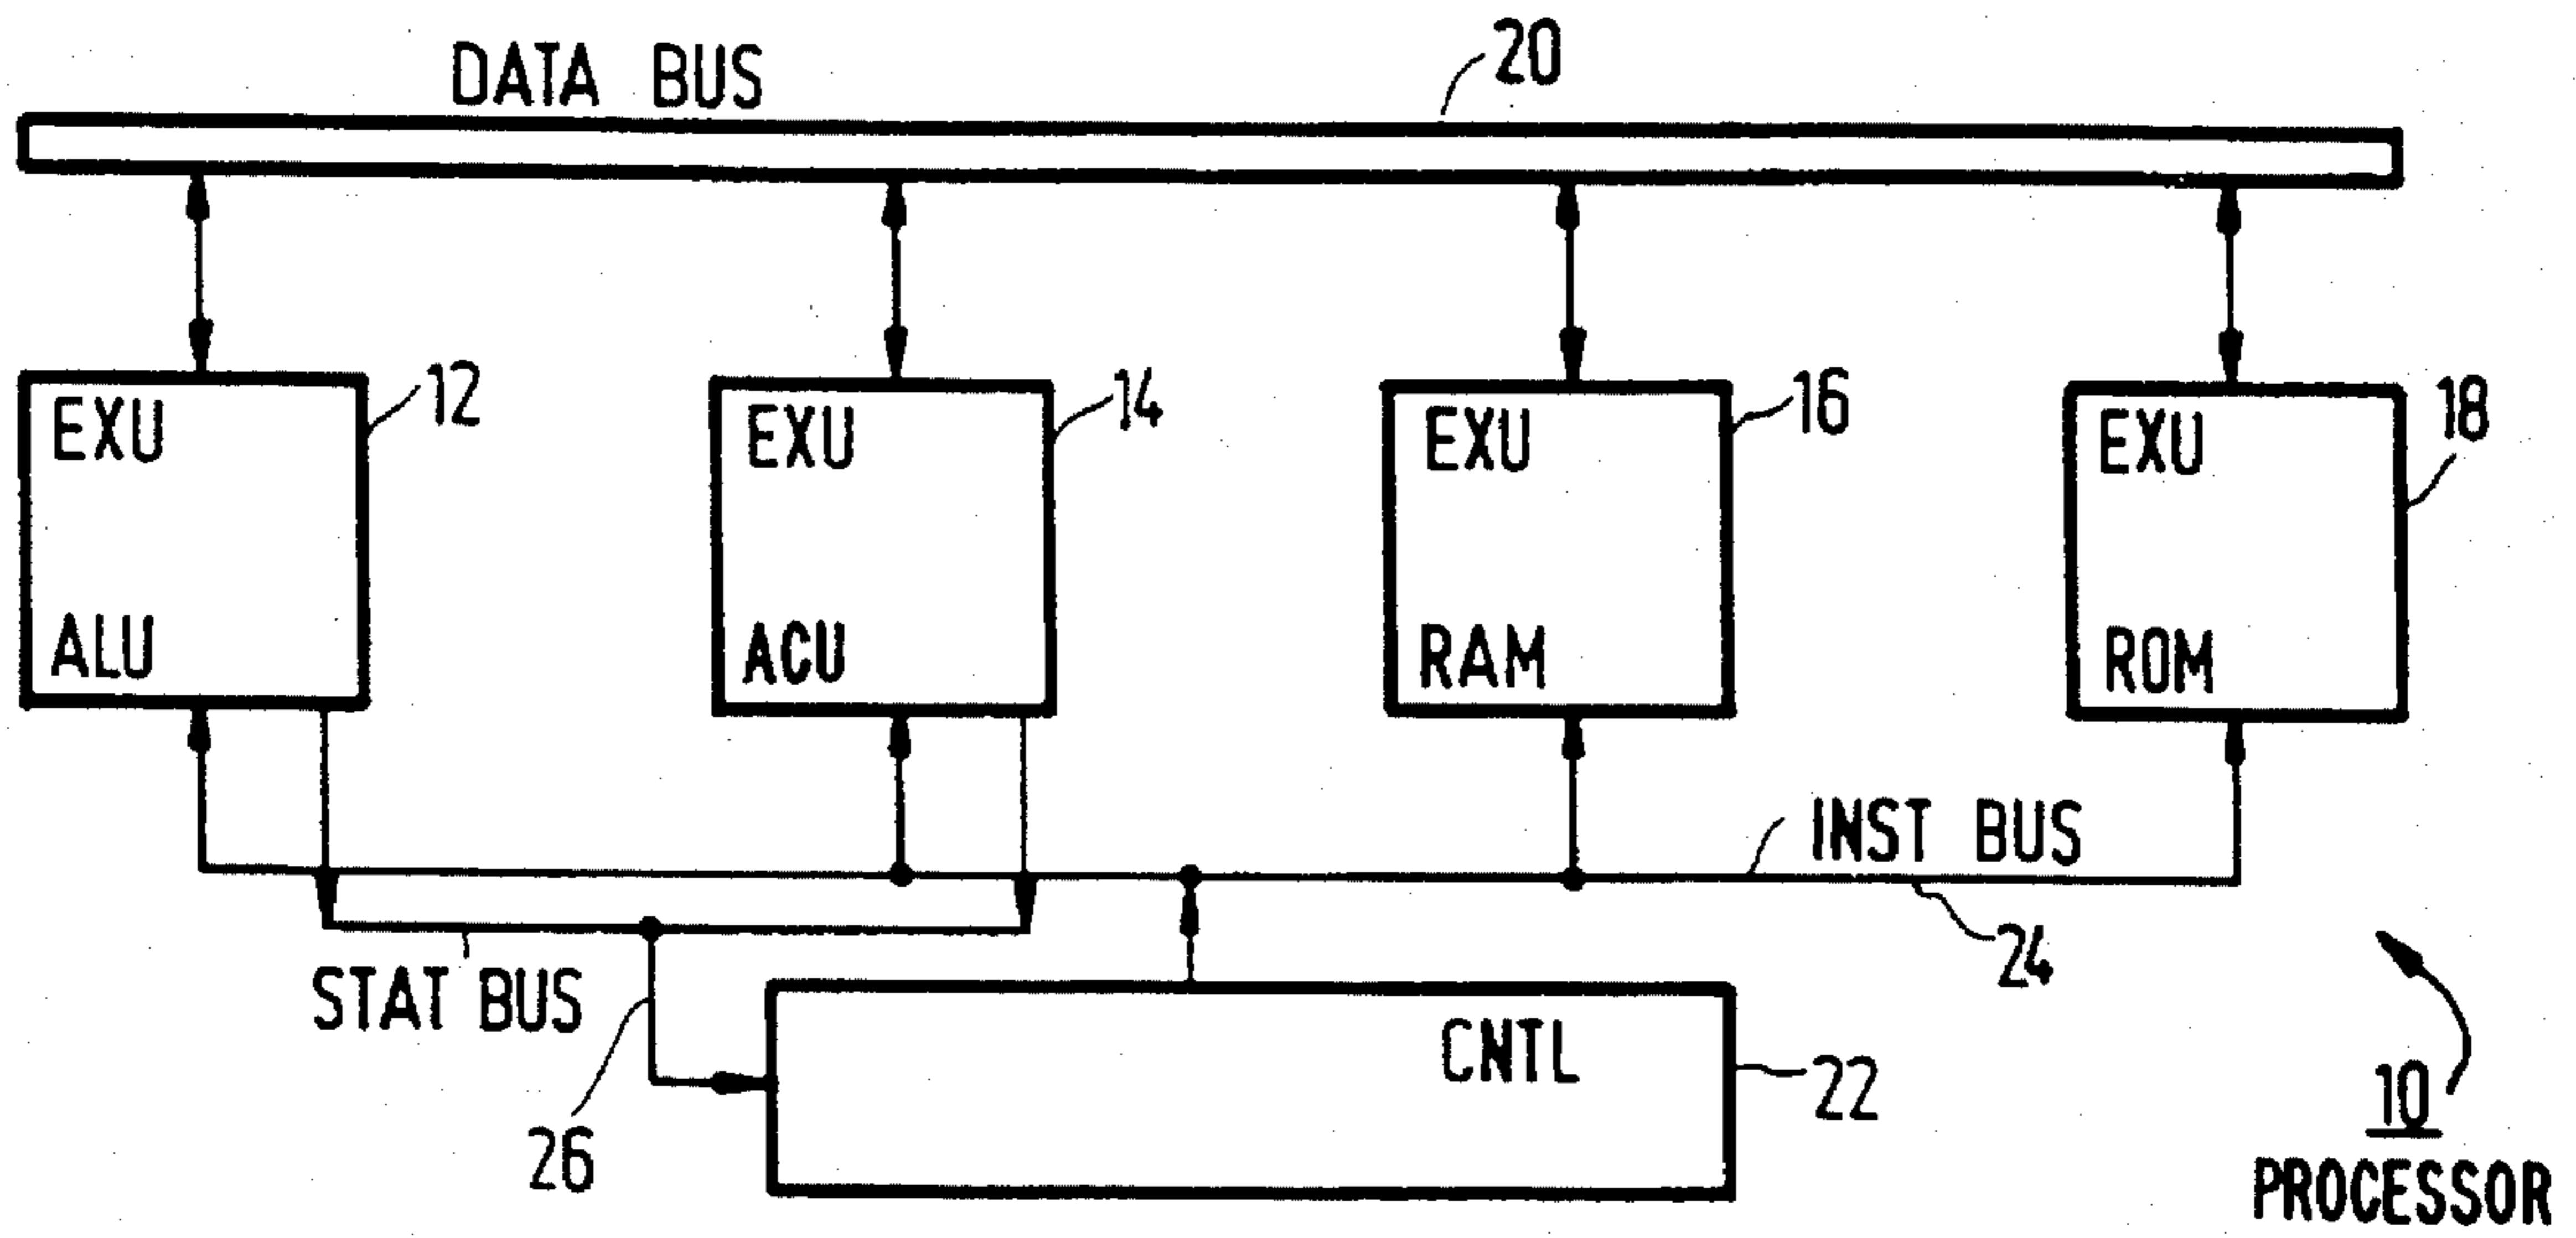 DATA BUS
20
EXU
ALU
12
EXU
ACU
14
EXU
RAM
16
EXU
ROM
18
INST BUS
24
STAT BUS
26
CNTL
22
10
PROCESSOR